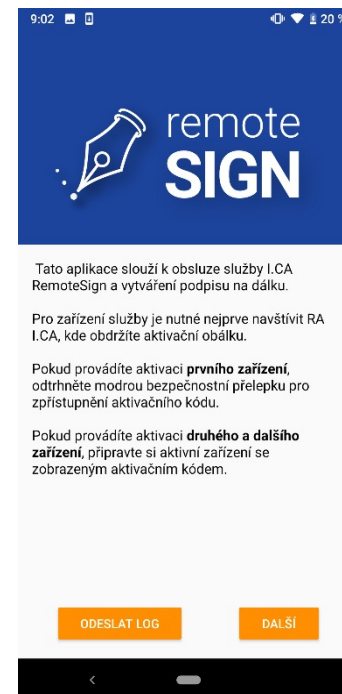 9:02 20 %
remote
SIGN
Tato aplikace slouží k obsluze služby I.CA
RemoteSign a vytváření podpisu na dálku.
Pro zařízení služby je nutné nejprve navštívit RA
I.CA, kde obdržíte aktivační obálku.
Pokud provádíte aktivaci prvního zařízení,
odtrhněte modrou bezpečnostní přelepku pro
zpřístupnění aktivačního kódu.
Pokud provádíte aktivaci druhého a dalšího
zařízení, připravte si aktivní zařízení se
zobrazeným aktivačním kódem.
ODESLAT LOG DALŠÍ